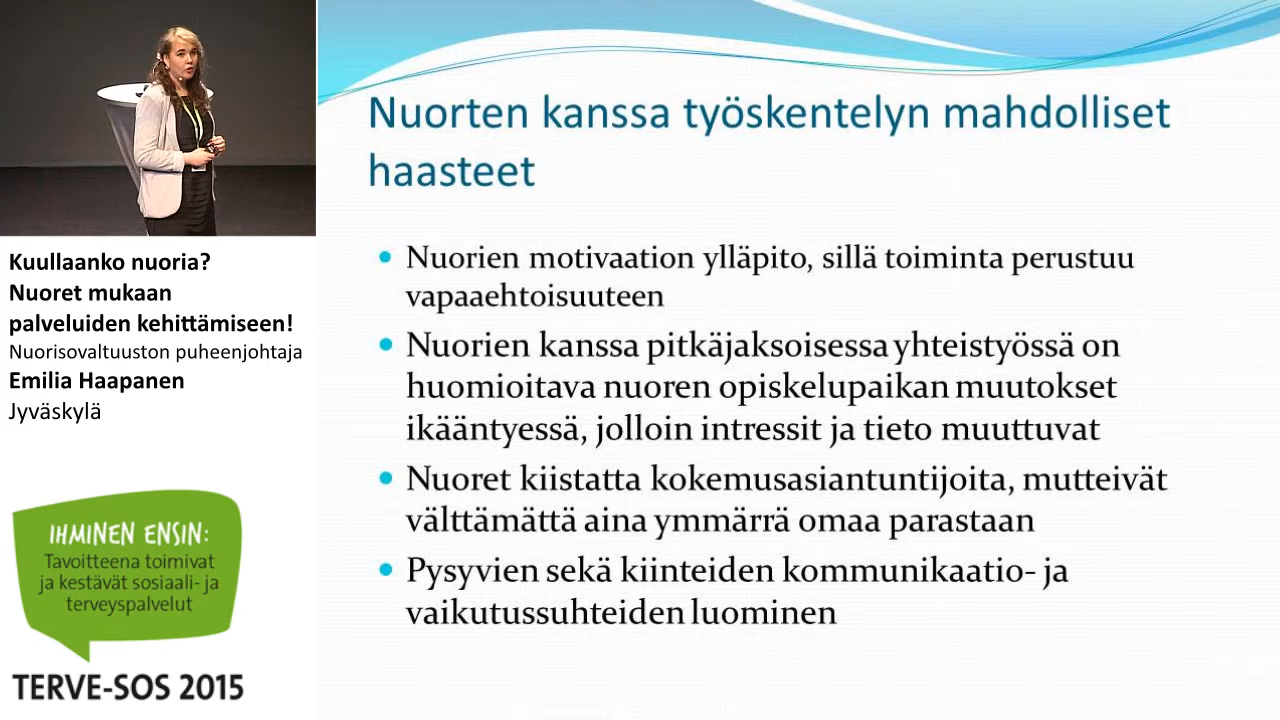 Kuullaanko nuoria?
Nuoret mukaan
palveluiden kehittämiseen!
Nuorisovaltuuston puheenjohtaja
Emilia Haapanen
Jyväskylä
IHMINEN ENSIN:
Tavoitteena toimivat
ja kestävät sosiaali- ja
terveyspalvelut
TERVE-SOS 2015
Nuorten kanssa työskentelyn mahdolliset
haasteet
• Nuorien motivaation ylläpito, sillä toiminta perustuu
vapaaehtoisuuteen
• Nuorien kanssa pitkäjaksoisessa yhteistyössä on
huomioitava nuoren opiskelupaikan muutokset
ikääntyessä, jolloin intressit ja tieto muuttuvat
• Nuoret kiistatta kokemusasiantuntijoita, mutteivät
välttämättä aina ymmärrä omaa parastaan
• Pysyvien sekä kiinteiden kommunikaatio- ja
vaikutussuhteiden luominen